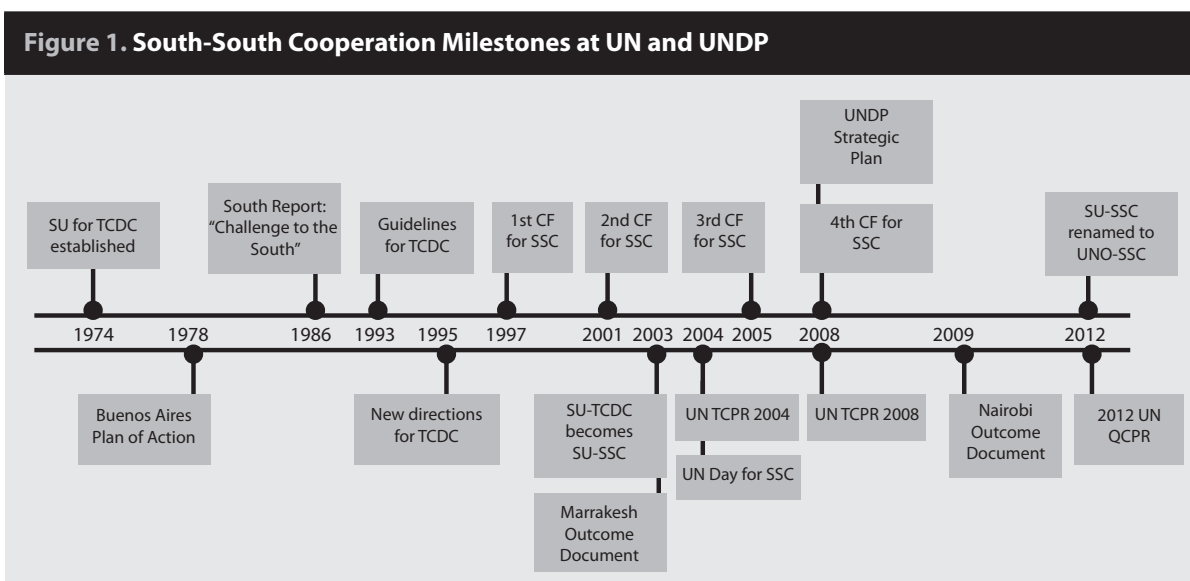 Figure 1. South-South Cooperation Milestones at UN and UNDP
UNDP
Strategic
Plan
SU for TCDC
established
South Report:
“Challenge to the
South”
Guidelines
for TCDC
1st CF
for SSC
2nd CF
for SSC
3rd CF
for SSC
4th CF for
SSC
SU-SSC
renamed to
UNO-SSC
1974 1978 1986 1993 1995 1997 2001 2003 2004 2005 2008 2009 2012
Buenos Aires
Plan of Action
New directions
for TCDC
SU-TCDC
becomes
SU-SSC
Marrakesh
Outcome
Document
UN TCPR 2004
UN Day for SSC
UN TCPR 2008
Nairobi
Outcome
Document
2012 UN
QCPR